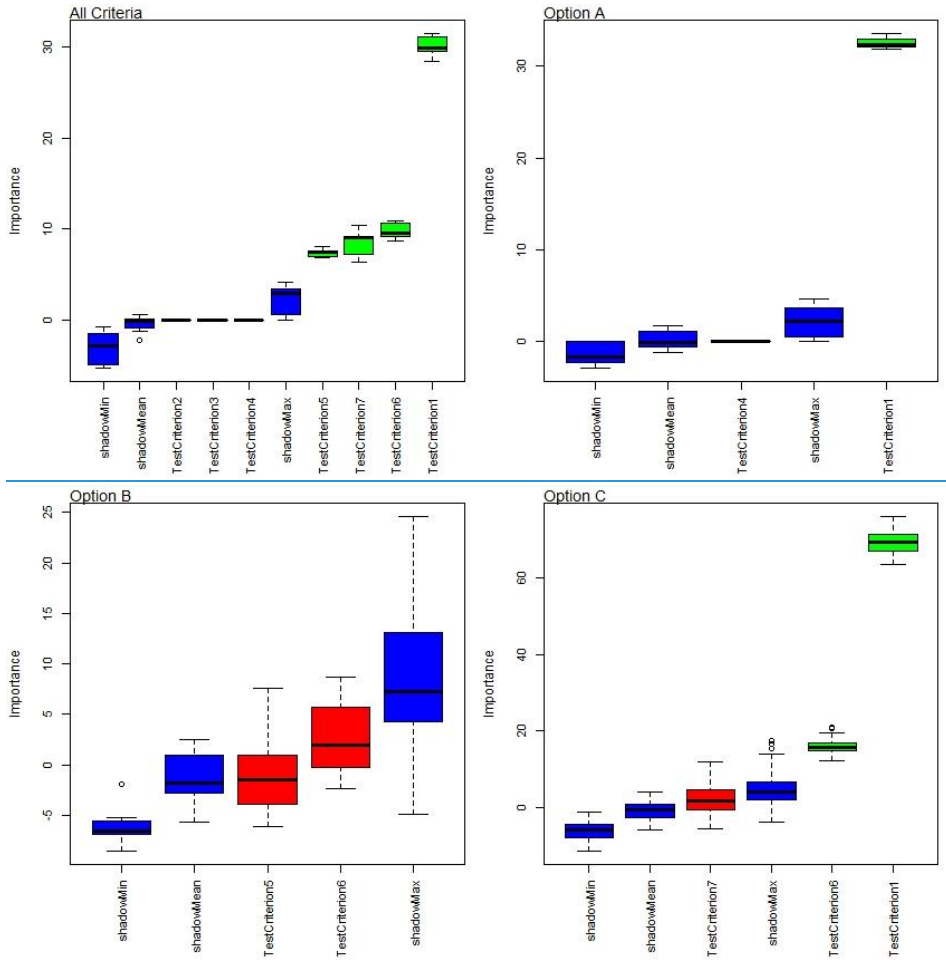 All Criteria
Importance
0
10
20
30
shadowMin
shadowMean
TestCriterion2
TestCriterion3
TestCriterion4
shadowMax
TestCriterion5
TestCriterion7
TestCriterion6
TestCriterion1
Option A
Importance
0
10
20
30
shadowMin
shadowMean
TestCriterion4
shadowMax
TestCriterion1
Option B
Importance
-5
0
5
10
15
20
25
shadowMin
shadowMean
TestCriterion5
TestCriterion6
shadowMax
Option C
Importance
0
20
40
60
shadowMin
shadowMean
TestCriterion7
shadowMax
TestCriterion6
TestCriterion1